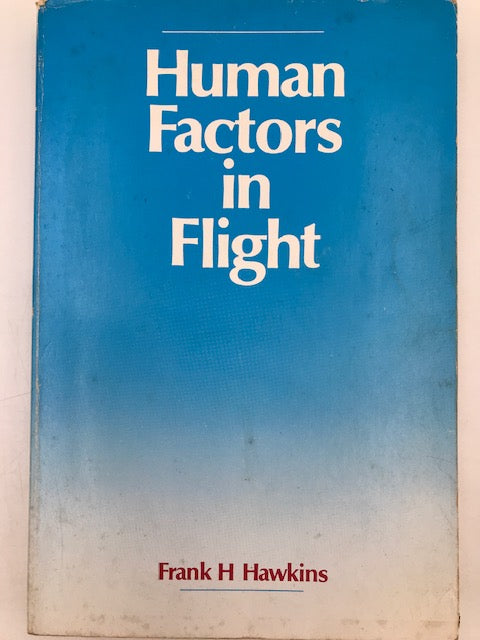 Human
Factors
in
Flight
Frank H Hawkins